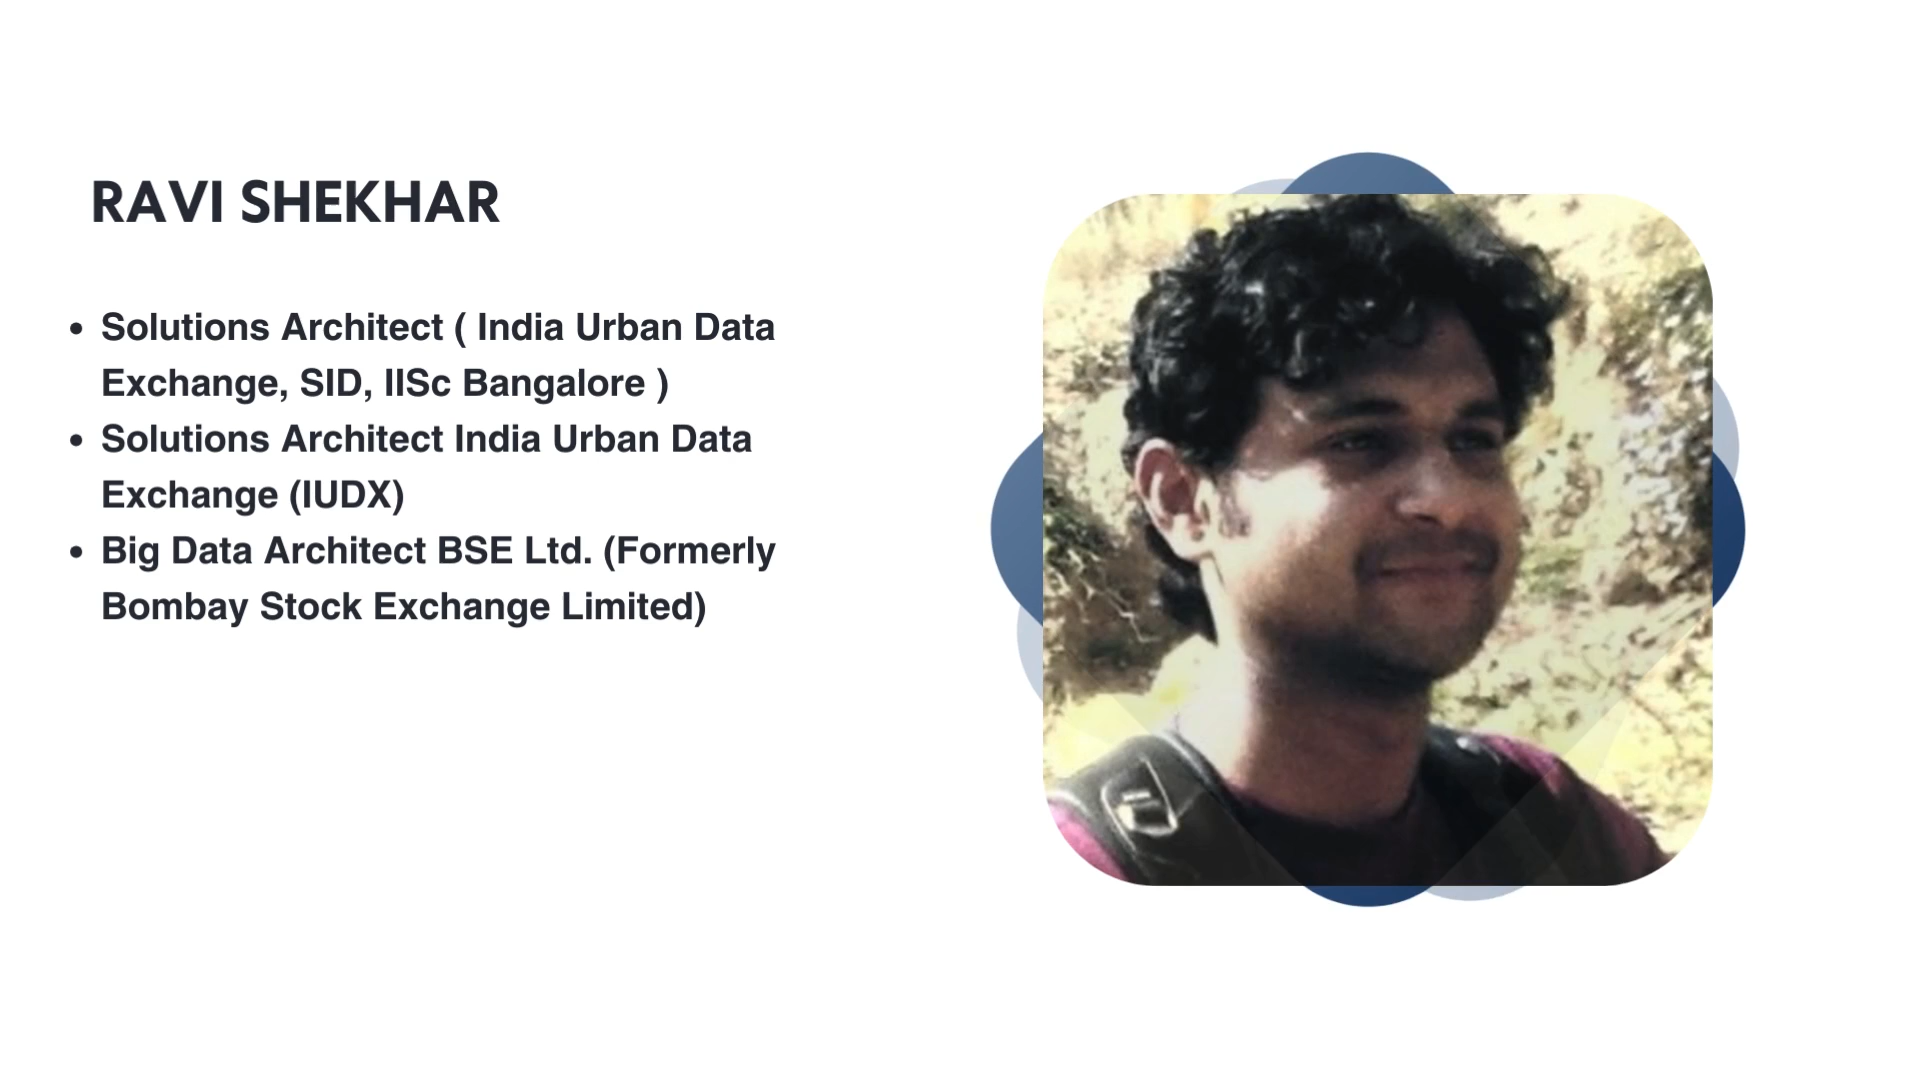 RAVI SHEKHAR
• Solutions Architect ( India Urban Data
Exchange, SID, IISc Bangalore )
• Solutions Architect India Urban Data
Exchange (IUDX)
• Big Data Architect BSE Ltd. (Formerly
Bombay Stock Exchange Limited)